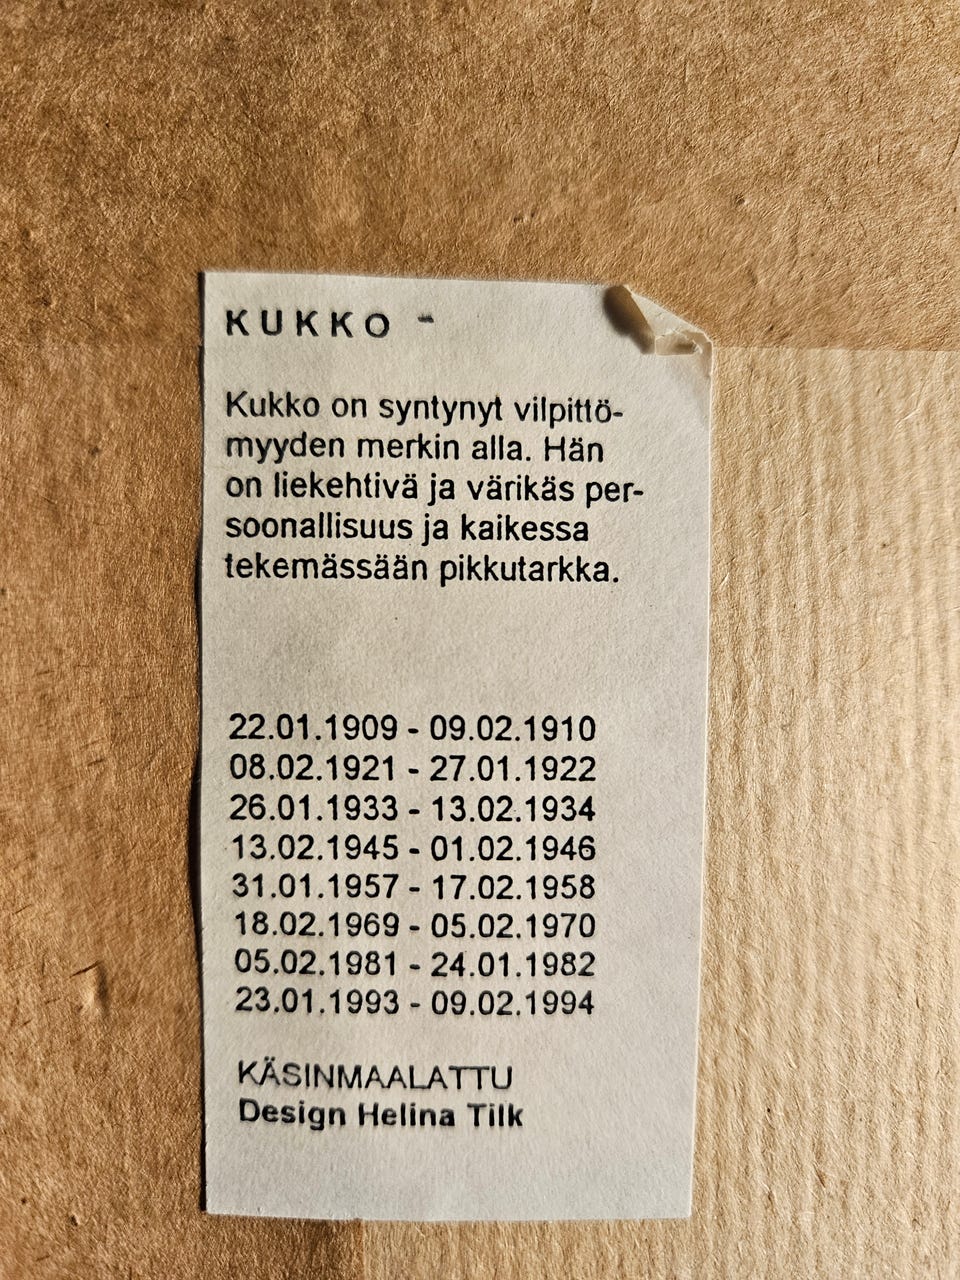 KUKKO -
Kukko on syntynyt vilpittö-
myyden merkin alla. Hän
on liekehtivä ja värikäs per-
soonallisuus ja kaikessa
tekemässään pikkutarkka.
22.01.1909 - 09.02.1910
08.02.1921 - 27.01.1922
26.01.1933 - 13.02.1934
13.02.1945 - 01.02.1946
31.01.1957 - 17.02.1958
18.02.1969 - 05.02.1970
05.02.1981 - 24.01.1982
23.01.1993 - 09.02.1994
KÄSINMAALATTU
Design Helina Tilk